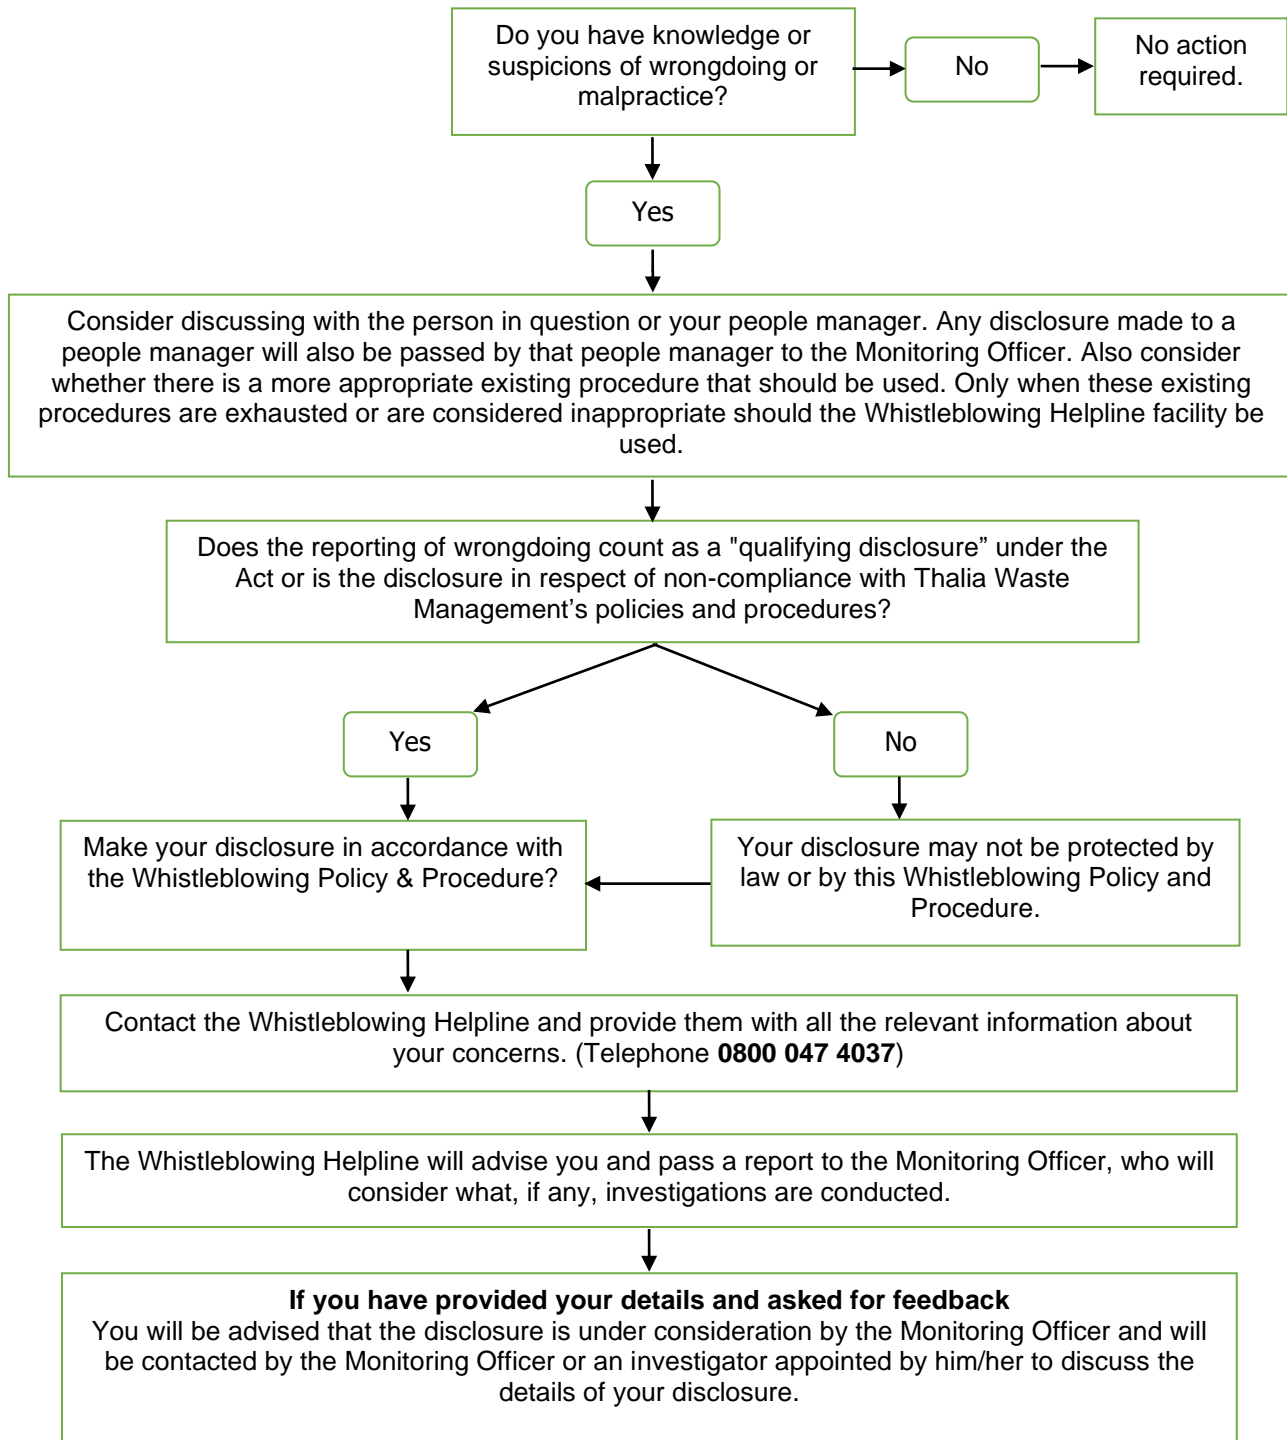 Do you have knowledge or
suspicions of wrongdoing or
malpractice?
No
No action
required.
Yes
Consider discussing with the person in question or your people manager. Any disclosure made to a
people manager will also be passed by that people manager to the Monitoring Officer. Also consider
whether there is a more appropriate existing procedure that should be used. Only when these existing
procedures are exhausted or are considered inappropriate should the Whistleblowing Helpline facility be
used.
Does the reporting of wrongdoing count as a "qualifying disclosure” under the
Act or is the disclosure in respect of non-compliance with Thalia Waste
Management’s policies and procedures?
Yes
No
Make your disclosure in accordance with
the Whistleblowing Policy & Procedure?
Your disclosure may not be protected by
law or by this Whistleblowing Policy and
Procedure.
Contact the Whistleblowing Helpline and provide them with all the relevant information about
your concerns. (Telephone 0800 047 4037)
The Whistleblowing Helpline will advise you and pass a report to the Monitoring Officer, who will
consider what, if any, investigations are conducted.
If you have provided your details and asked for feedback
You will be advised that the disclosure is under consideration by the Monitoring Officer and will
be contacted by the Monitoring Officer or an investigator appointed by him/her to discuss the
details of your disclosure.